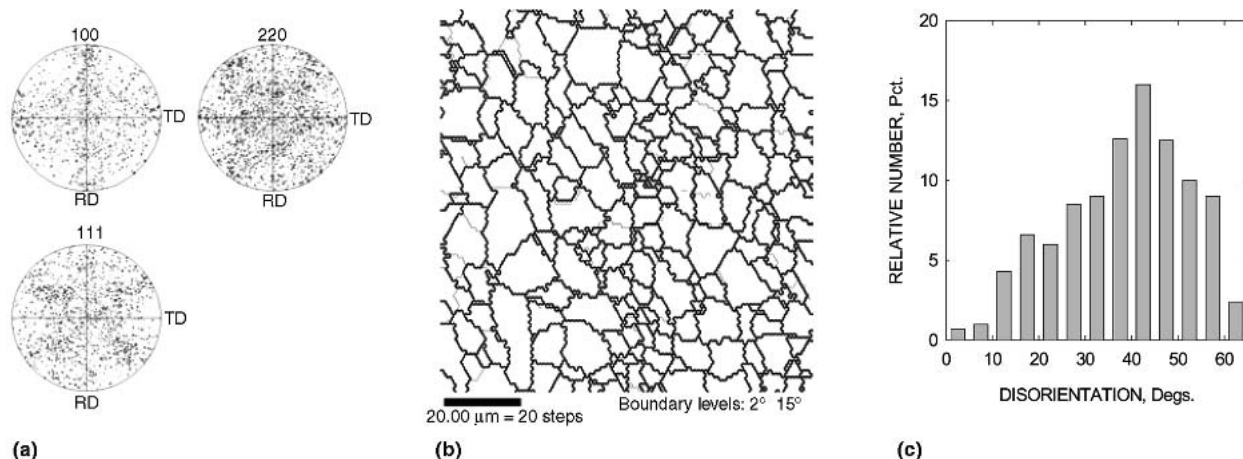 100
TD
RD
220
TD
RD
111
TD
RD
(a)
20.00 µm = 20 steps
Boundary levels: 2° 15°
(b)
RELATIVE NUMBER, Pct.
20
15
10
5
0
0 10 20 30 40 50 60
DISORIENTATION, Degs.
(c)